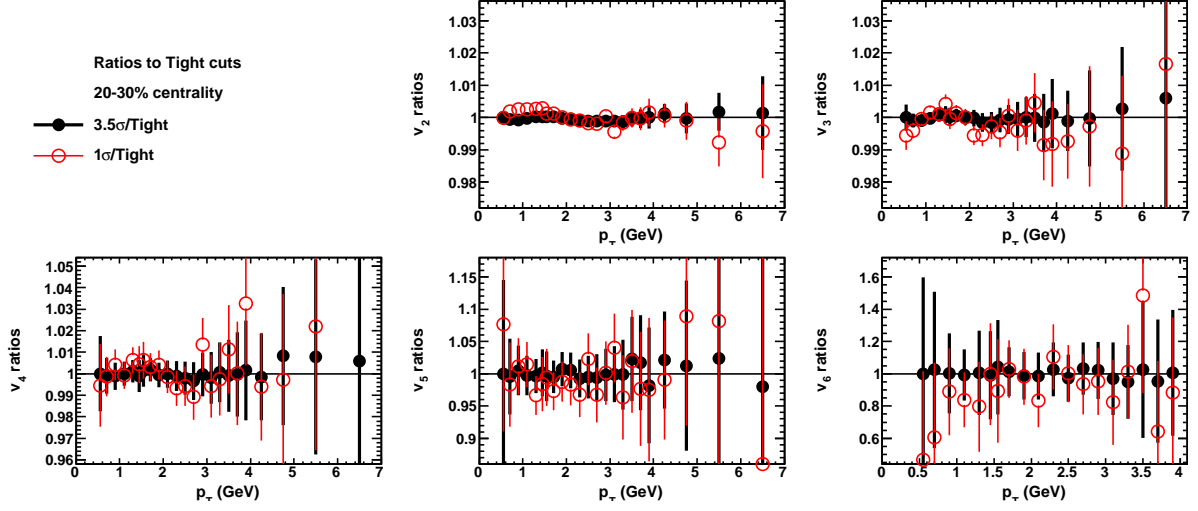 Ratios to Tight cuts
20-30% centrality
3.5σ/Tight
1σ/Tight
v2 ratios
1.03
1.02
1.01
1
0.99
0.98
0 1 2 3 4 5 6 7
pT (GeV)
v3 ratios
1.03
1.02
1.01
1
0.99
0.98
0 1 2 3 4 5 6 7
pT (GeV)
v4 ratios
1.05
1.04
1.03
1.02
1.01
1
0.99
0.98
0.97
0.96
0 1 2 3 4 5 6 7
pT (GeV)
v5 ratios
1.15
1.1
1.05
1
0.95
0.9
0 1 2 3 4 5 6 7
pT (GeV)
v6 ratios
1.6
1.4
1.2
1
0.8
0.6
0 0.5 1 1.5 2 2.5 3 3.5 4
pT (GeV)